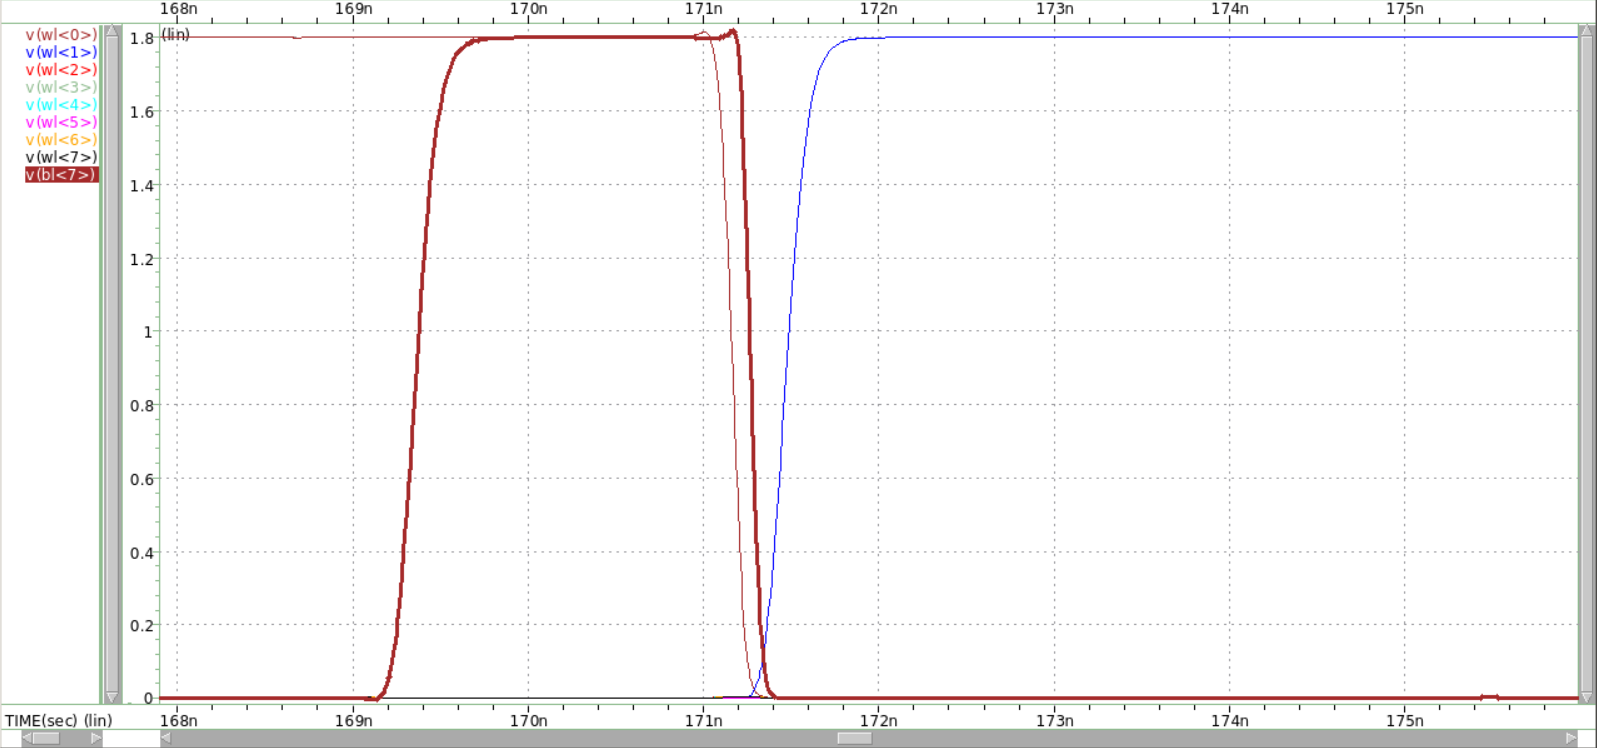 168n 169n 170n 171n 172n 173n 174n 175n
v(wl<0>)
v(wl<1>)
v(wl<2>)
v(wl<3>)
v(wl<4>)
v(wl<5>)
v(wl<6>)
v(wl<7>)
v(bl<7>)
1.8 (lin)
1.6
1.4
1.2
1
0.8
0.6
0.4
0.2
0
TIME(sec) (lin) 168n 169n 170n 171n 172n 173n 174n 175n